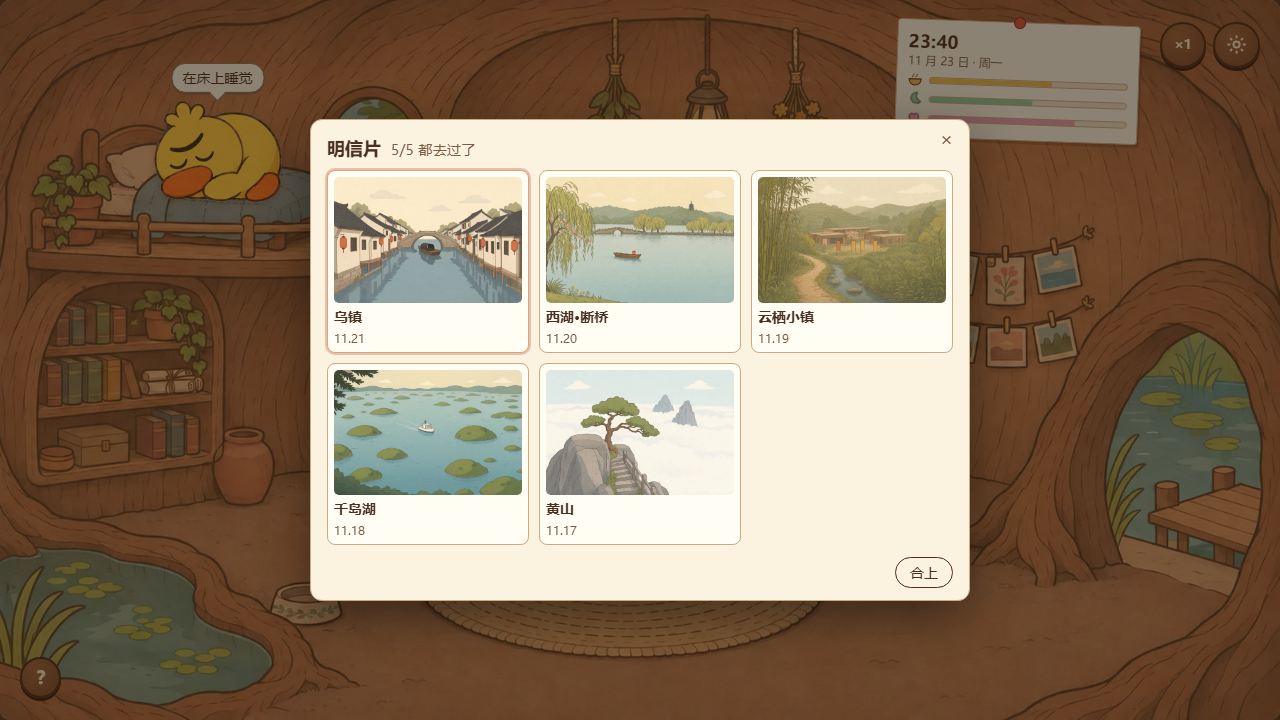 23:40
11 月 23 日 · 周一
×1
在床上睡觉
明信片 5/5 都去过了
×
乌镇
11.21
西湖•断桥
11.20
云栖小镇
11.19
千岛湖
11.18
黄山
11.17
合上
?